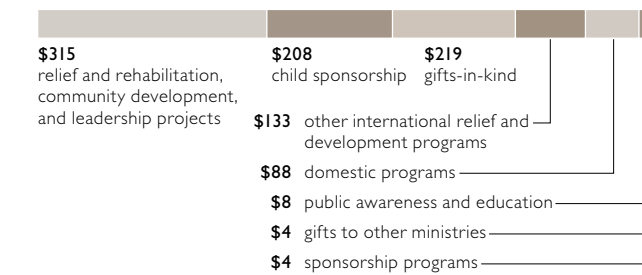 $315
relief and rehabilitation,
community development,
and leadership projects
$208
child sponsorship
$219
gifts-in-kind
$133 other international relief and
development programs
$88 domestic programs
$8 public awareness and education
$4 gifts to other ministries
$4 sponsorship programs